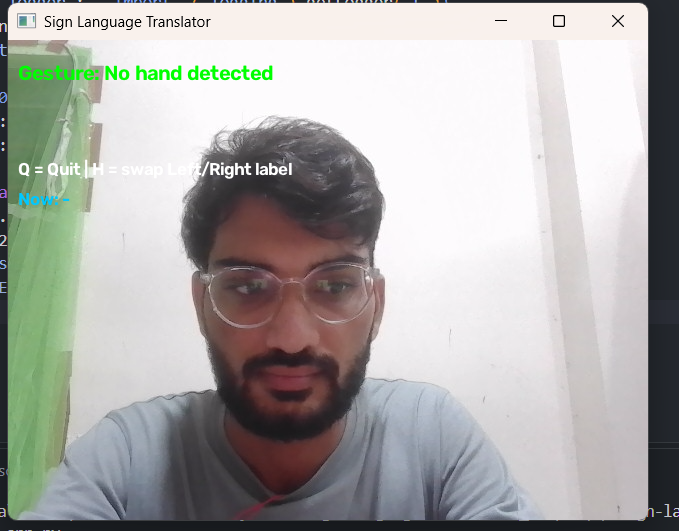 Sign Language Translator
Gesture: No hand detected
Q = Quit | H = swap Left/Right label
Now: -